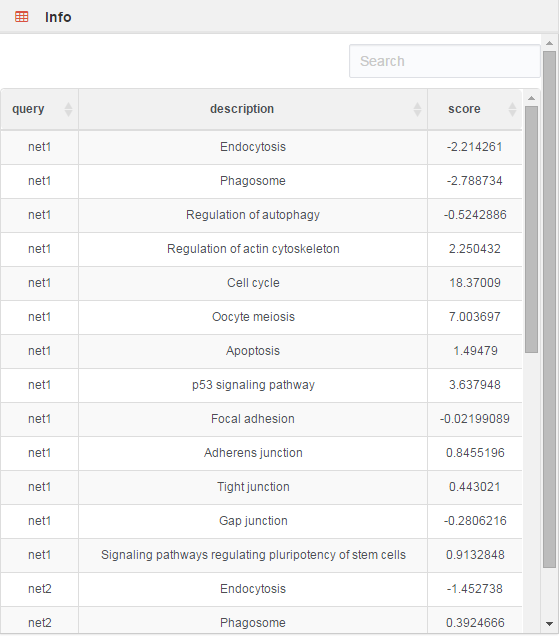 Info
Search
query description score
net1 Endocytosis -2.214261
net1 Phagosome -2.788734
net1 Regulation of autophagy -0.5242886
net1 Regulation of actin cytoskeleton 2.250432
net1 Cell cycle 18.37009
net1 Oocyte meiosis 7.003697
net1 Apoptosis 1.49479
net1 p53 signaling pathway 3.637948
net1 Focal adhesion -0.02199089
net1 Adherens junction 0.8455196
net1 Tight junction 0.443021
net1 Gap junction -0.2806216
net1 Signaling pathways regulating pluripotency of stem cells 0.9132848
net2 Endocytosis -1.452738
net2 Phagosome 0.3924666